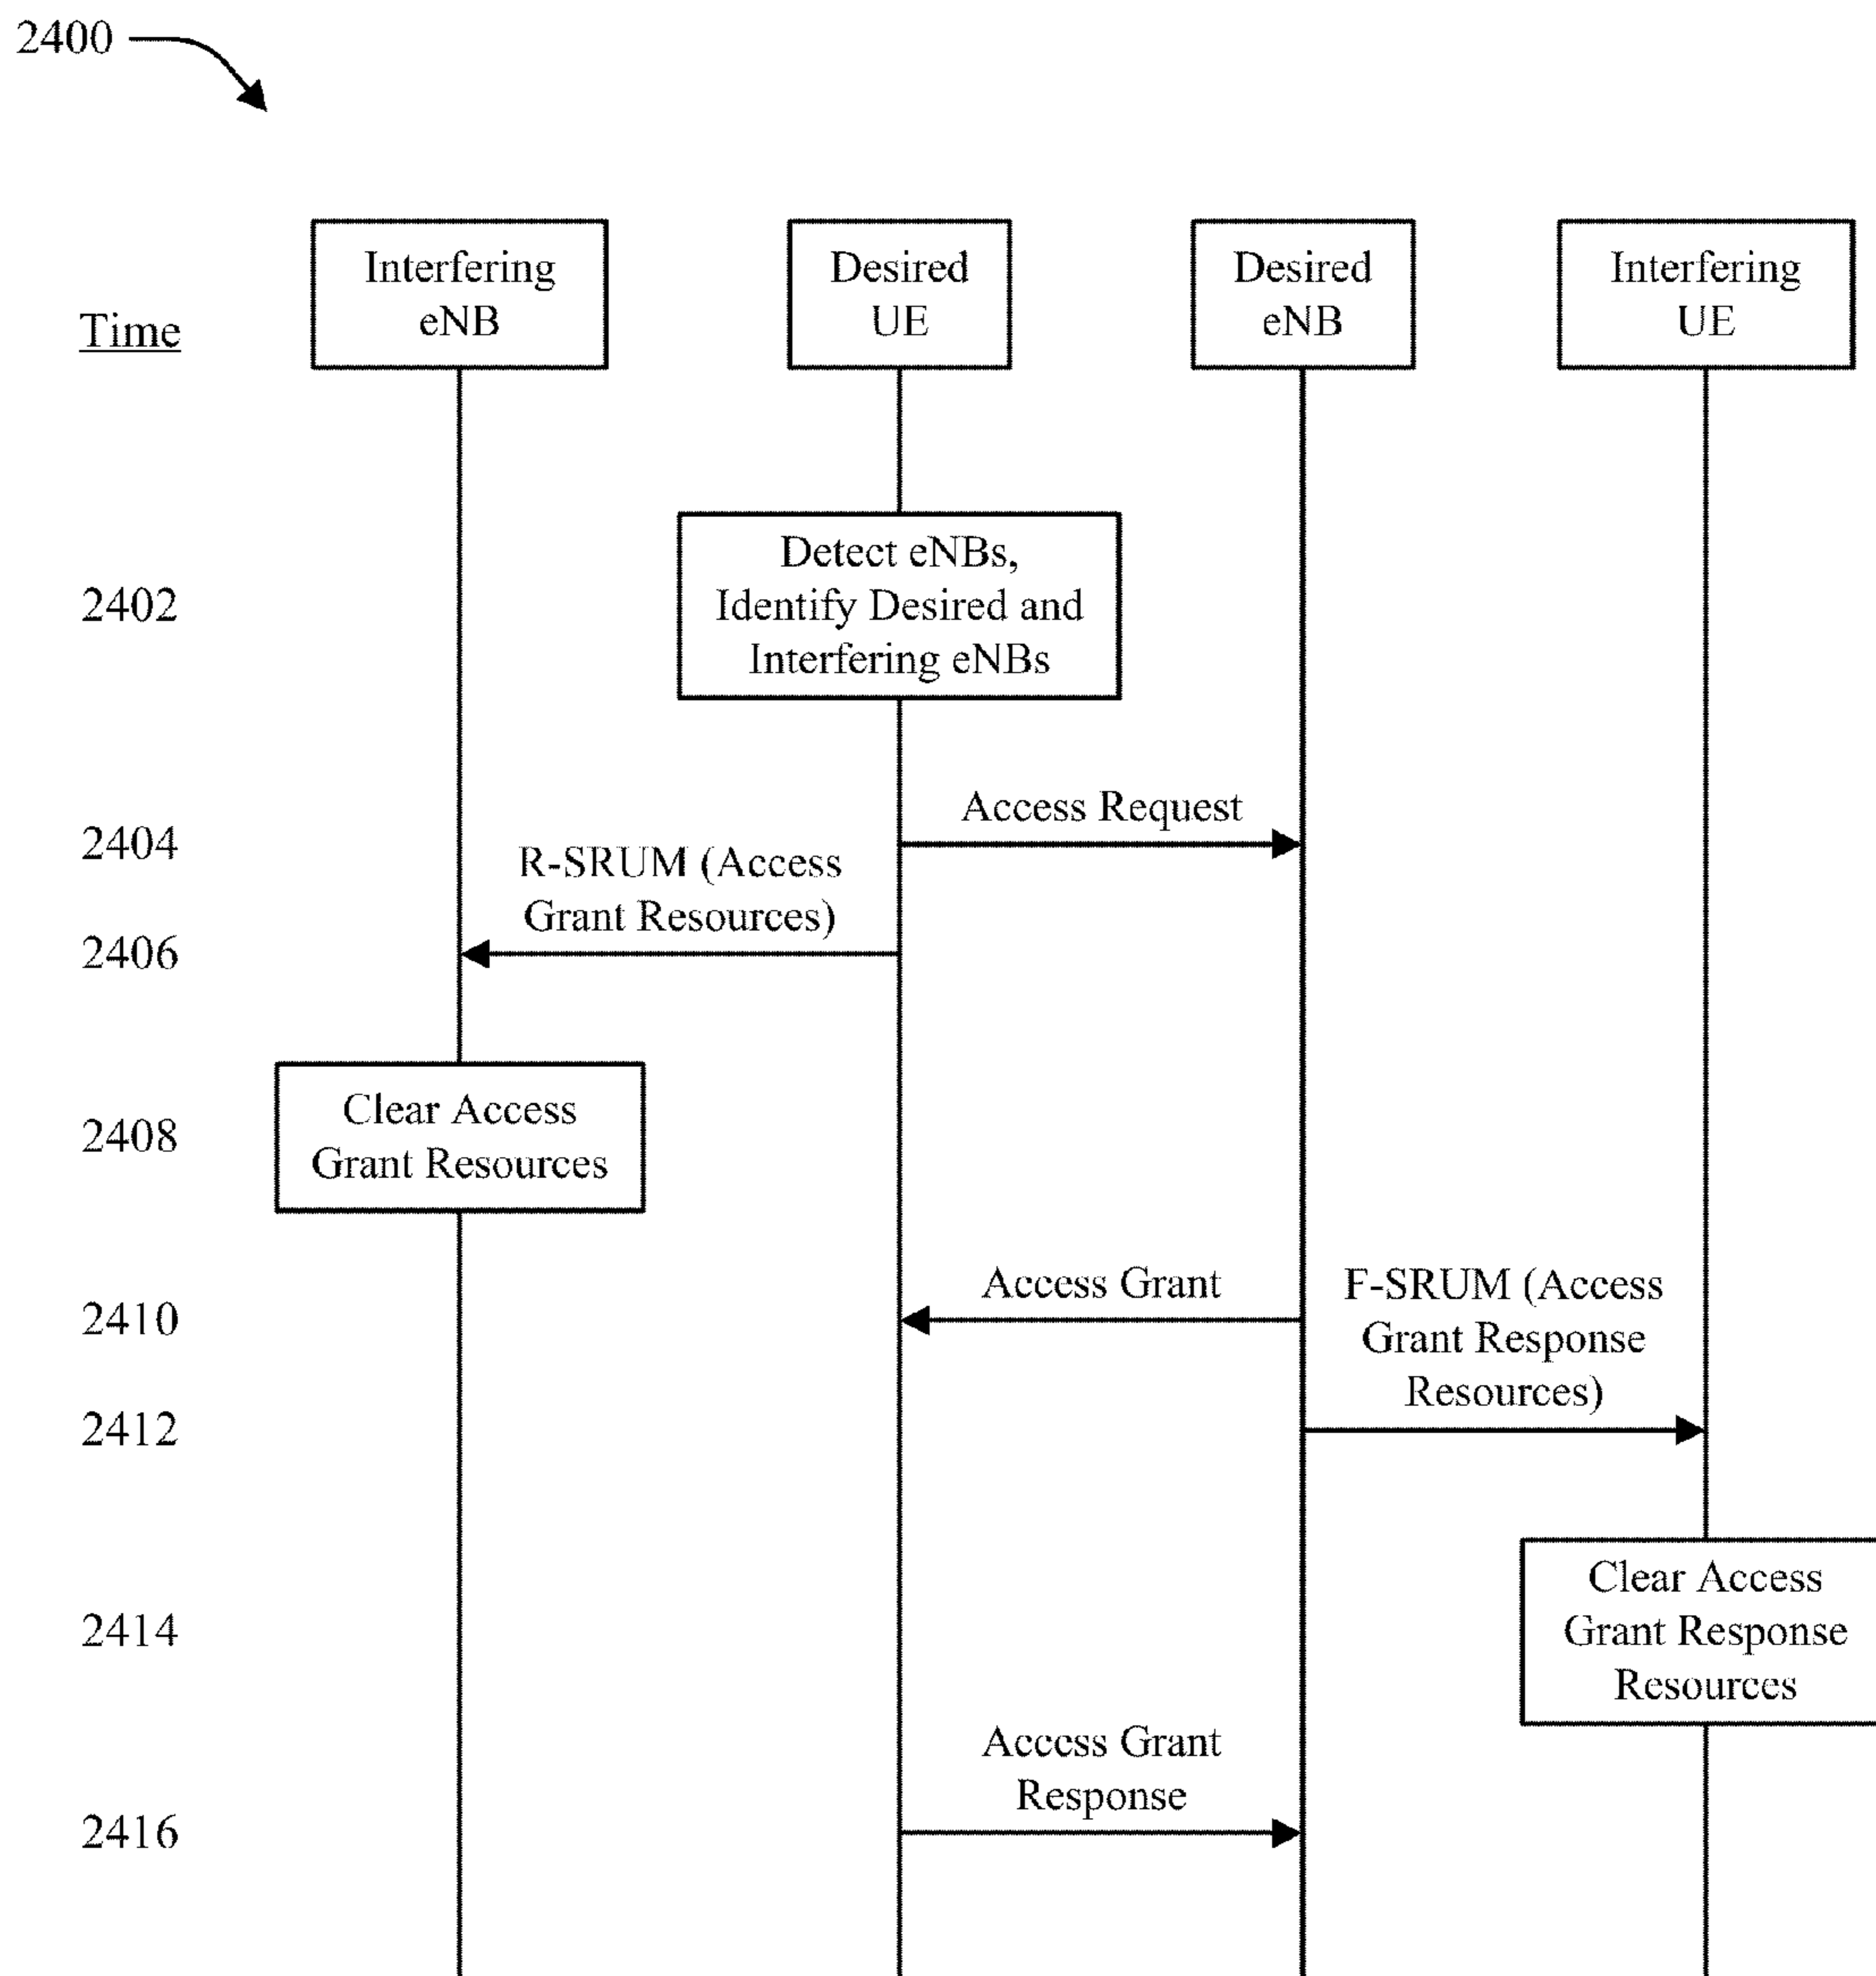 2400
Time
Interfering
eNB
Desired
UE
Desired
eNB
Interfering
UE
2402
Detect eNBs,
Identify Desired and
Interfering eNBs
2404
Access Request
R-SRUM (Access
Grant Resources)
2406
2408
Clear Access
Grant Resources
2410
Access Grant
F-SRUM (Access
Grant Response
Resources)
2412
2414
Clear Access
Grant Response
Resources
Access Grant
Response
2416